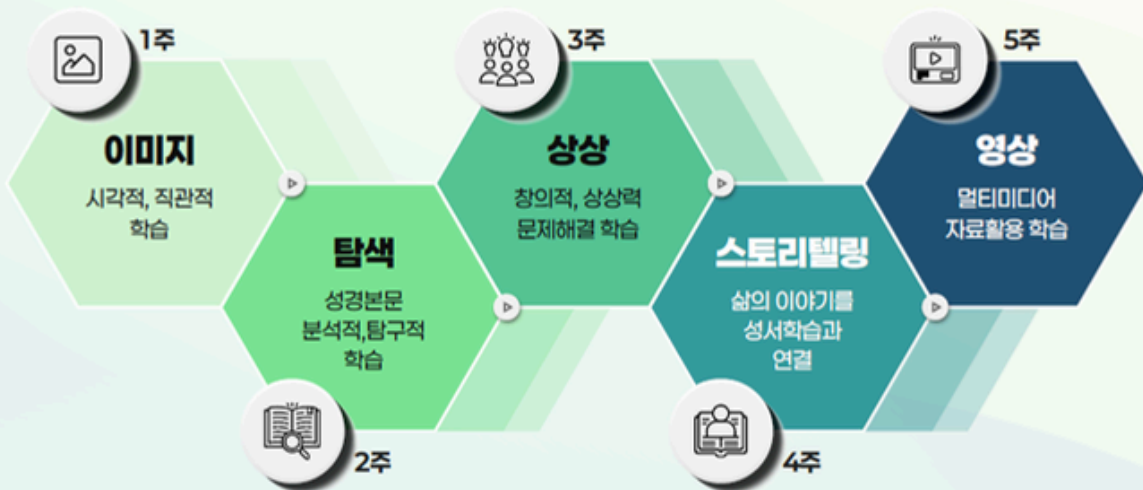 1주
이미지
시각적, 직관적
학습
탐색
성경본문
분석적,탐구적
학습
2주
3주
상상
창의적, 상상력
문제해결 학습
스토리텔링
삶의 이야기를
성서학습과
연결
4주
5주
영상
멀티미디어
자료활용 학습